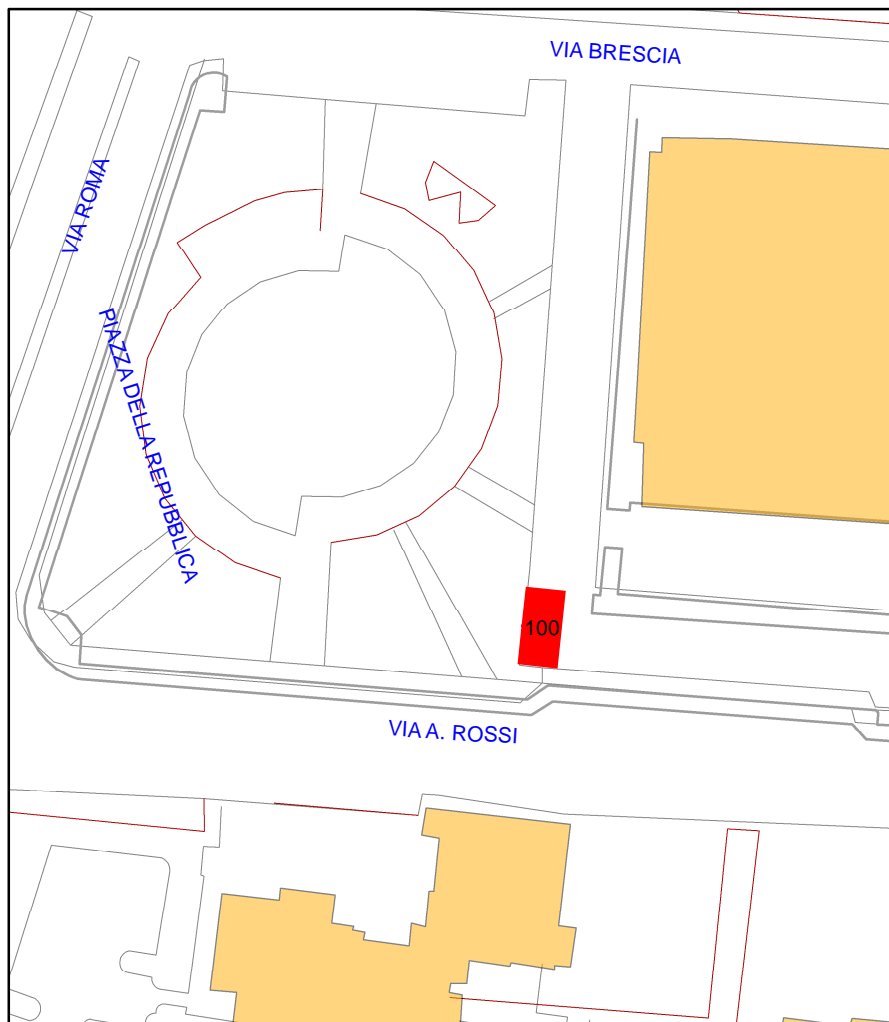 VIA BRESCIA
VIA ROMA
PIAZZA DELLA REPUBBLICA
100
VIA A. ROSSI